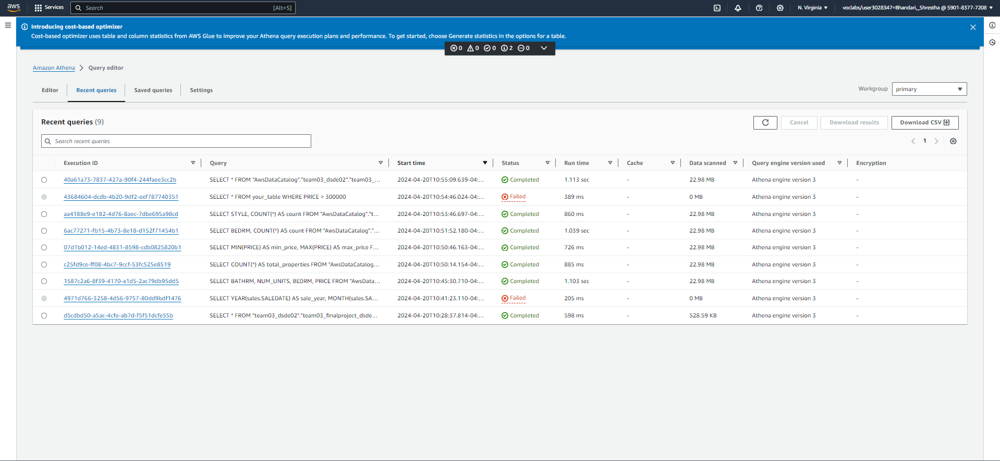 aws Services Search [Alt+S] N. Virginia voclabs/user3028347=Bhandari,_Shrestha @ 5901-8377-7208
Introducing cost-based optimizer
Cost-based optimizer uses table and column statistics from AWS Glue to improve your Athena query execution plans and performance. To get started, choose Generate statistics in the options for a table.
0 0 0 2 0
Amazon Athena Query editor
Editor Recent queries Saved queries Settings Workgroup primary
Recent queries (9) Cancel Download results Download CSV
Search recent queries 1
Execution ID Query Start time Status Run time Cache Data scanned Query engine version used Encryption
40a61a73-7837-427a-90f4-244faee3cc2b SELECT * FROM "AwsDataCatalog"."team03_dsde02"."team03_... 2024-04-20T10:55:09.639-04:... Completed 1.113 sec - 22.98 MB Athena engine version 3 -
43684604-dcdb-4b20-9df2-eef787740351 SELECT * FROM your_table WHERE PRICE > 300000 2024-04-20T10:54:46.024-04:... Failed 389 ms - 0 MB Athena engine version 3 -
aa4188e9-e182-4d76-8aec-7dbe695a98cd SELECT STYLE, COUNT(*) AS count FROM "AwsDataCatalog"."t... 2024-04-20T10:53:46.697-04:... Completed 860 ms - 22.98 MB Athena engine version 3 -
6ac77271-fb15-4b73-8e18-d152f71454b1 SELECT BEDRM, COUNT(*) AS count FROM "AwsDataCatalog"."... 2024-04-20T10:51:52.180-04:... Completed 1.039 sec - 22.98 MB Athena engine version 3 -
07d1b012-14ed-4831-8598-cdb0825820b1 SELECT MIN(PRICE) AS min_price, MAX(PRICE) AS max_price F... 2024-04-20T10:50:46.163-04:... Completed 726 ms - 22.98 MB Athena engine version 3 -
c25fd9ce-ff08-4bc7-9ccf-53fc525e8519 SELECT COUNT(*) AS total_properties FROM "AwsDataCatalog... 2024-04-20T10:50:14.154-04:... Completed 885 ms - 22.98 MB Athena engine version 3 -
1587c2a6-8f39-4170-a1d5-2ac79db95dd5 SELECT BATHRM, NUM_UNITS, BEDRM, PRICE FROM "AwsData... 2024-04-20T10:45:30.710-04:... Completed 1.103 sec - 22.98 MB Athena engine version 3 -
4971d766-3258-4d56-9757-80dd9bdf1476 SELECT YEAR(sales.SALEDATE) AS sale_year, MONTH(sales.SA... 2024-04-20T10:41:23.110-04:... Failed 205 ms - 0 MB Athena engine version 3 -
d5cdbd50-a5ac-4cfe-ab7d-f5f51dcfe55b SELECT * FROM "team03_dsde02"."team03_finalproject_dsde... 2024-04-20T10:28:37.814-04:... Completed 598 ms - 528.59 KB Athena engine version 3 -